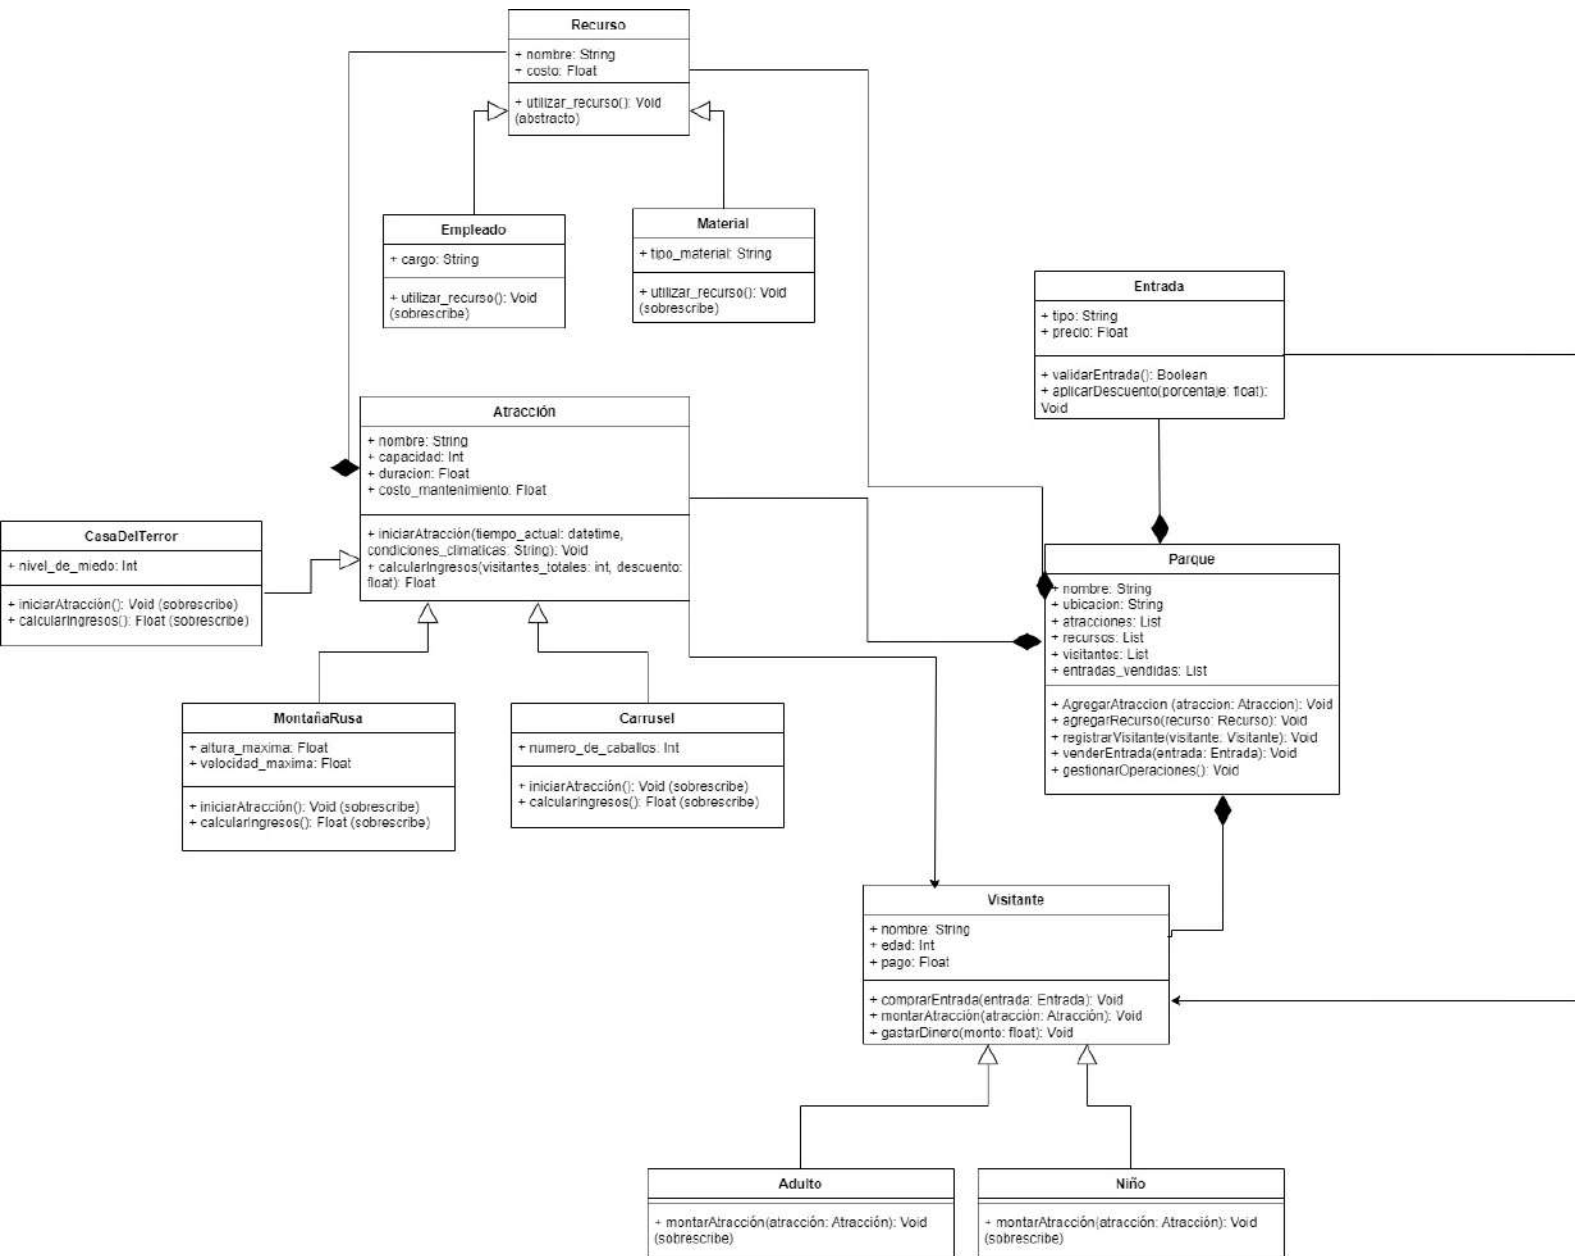 Recurso
+ nombre: String
+ costo: Float
+ utilizar_recurso(): Void
(abstracto)
Empleado
+ cargo: String
+ utilizar_recurso(): Void
(sobrescribe)
Material
+ tipo_material: String
+ utilizar_recurso(): Void
(sobrescribe)
Entrada
+ tipo: String
+ precio: Float
+ validarEntrada(): Boolean
+ aplicarDescuento(porcentaje: float):
Void
Atracción
+ nombre: String
+ capacidad: Int
+ duracion: Float
+ costo_mantenimiento: Float
+ iniciarAtracción(tiempo_actual: datetime,
condiciones_climaticas: String): Void
+ calcularIngresos(visitantes_totales: int, descuento:
float): Float
CasaDelTerror
+ nivel_de_miedo: Int
+ iniciarAtracción(): Void (sobrescribe)
+ calcularIngresos(): Float (sobrescribe)
Parque
+ nombre: String
+ ubicacion: String
+ atracciones: List
+ recursos: List
+ visitantes: List
+ entradas_vendidas: List
+ AgregarAtraccion (atraccion: Atraccion): Void
+ agregarRecurso(recurso: Recurso): Void
+ registrarVisitante(visitante: Visitante): Void
+ venderEntrada(entrada: Entrada): Void
+ gestionarOperaciones(): Void
MontañaRusa
+ altura_maxima: Float
+ velocidad_maxima: Float
+ iniciarAtracción(): Void (sobrescribe)
+ calcularIngresos(): Float (sobrescribe)
Carrusel
+ numero_de_caballos: Int
+ iniciarAtracción(): Void (sobrescribe)
+ calcularIngresos(): Float (sobrescribe)
Visitante
+ nombre: String
+ edad: Int
+ pago: Float
+ comprarEntrada(entrada: Entrada): Void
+ montarAtracción(atracción: Atracción): Void
+ gastarDinero(monto: float): Void
Adulto
+ montarAtracción(atracción: Atracción): Void
(sobrescribe)
Niño
+ montarAtracción(atracción: Atracción): Void
(sobrescribe)